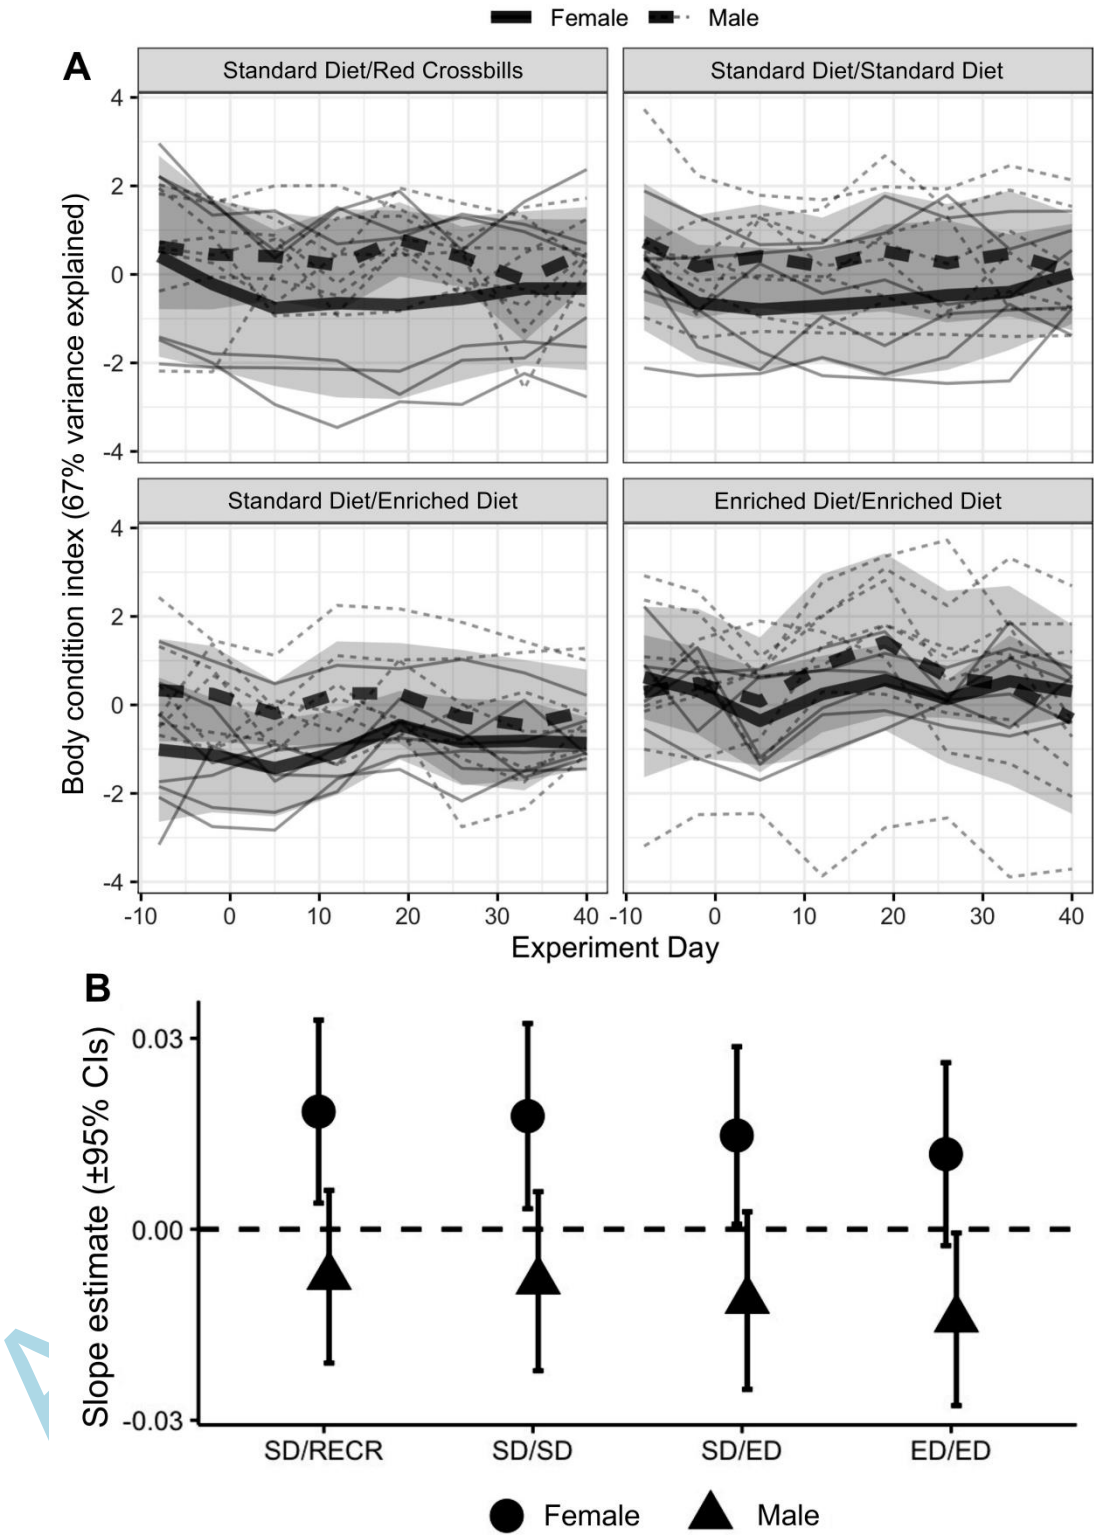 Female Male
A
Standard Diet/Red Crossbills Standard Diet/Standard Diet
4
2
0
-2
-4
Standard Diet/Enriched Diet Enriched Diet/Enriched Diet
4
2
0
-2
-4
Body condition index (67% variance explained)
-10 0 10 20 30 40 -10 0 10 20 30 40
Experiment Day
B
Slope estimate (±95% CIs)
0.03
0.00
-0.03
SD/RECR SD/SD SD/ED ED/ED
Female Male